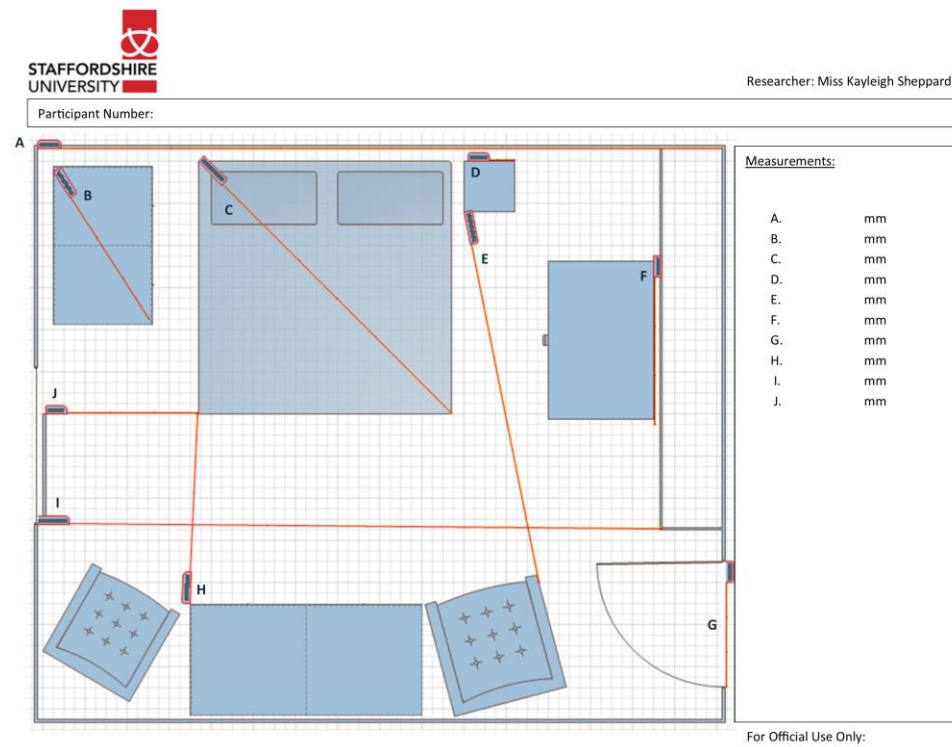 STAFFORDSHIRE
UNIVERSITY
Researcher: Miss Kayleigh Sheppard
Participant Number:
A
B
C
D
E
F
G
H
I
J
Measurements:
A. mm
B. mm
C. mm
D. mm
E. mm
F. mm
G. mm
H. mm
I. mm
J. mm
For Official Use Only: